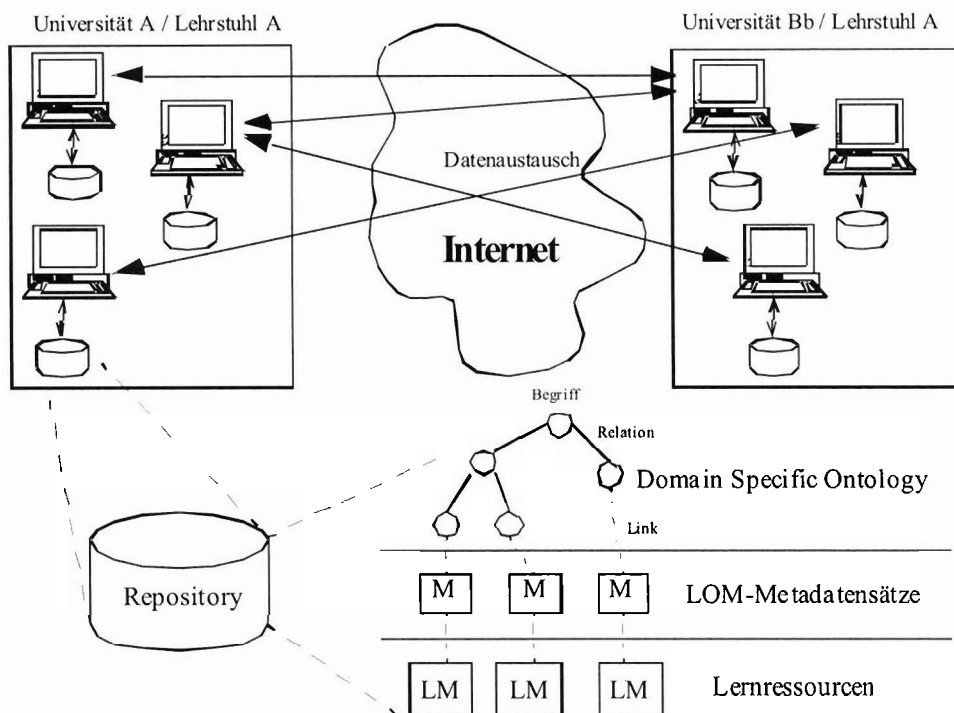 Universität A / Lehrstuhl A
Universität Bb / Lehrstuhl A
Datenaustausch
Internet
Begriff
Relation
Domain Specific Ontology
Link
Repository
M M M LOM-Metadatensätze
LM LM LM Lernressourcen